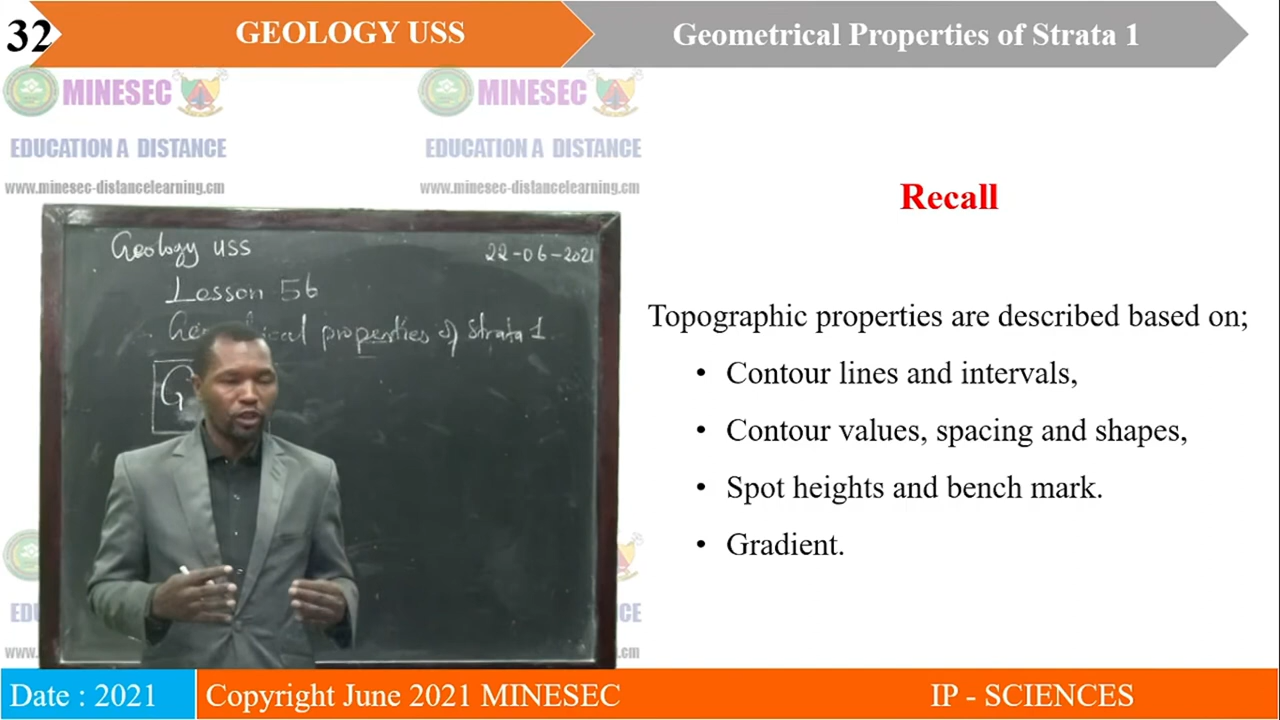 32
GEOLOGY USS
Geometrical Properties of Strata 1
MINESEC
MINESEC
EDUCATION A DISTANCE
EDUCATION A DISTANCE
www.minesec-distancelearning.cm
www.minesec-distancelearning.cm
Geology USS
22-06-2021
Lesson 56
properties of Strata 1
G
Recall
Topographic properties are described based on;
• Contour lines and intervals,
• Contour values, spacing and shapes,
• Spot heights and bench mark.
• Gradient.
Date : 2021
Copyright June 2021 MINESEC
IP - SCIENCES